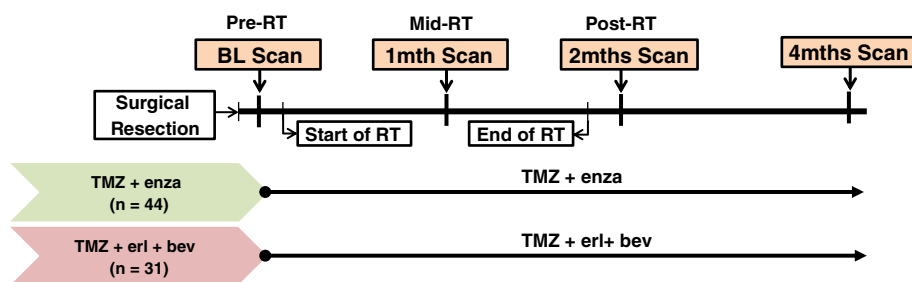 Pre-RT
Mid-RT
Post-RT
BL Scan
1mth Scan
2mths Scan
4mths Scan
Surgical
Resection
Start of RT
End of RT
TMZ + enza
(n = 44)
TMZ + enza
TMZ + erl + bev
(n = 31)
TMZ + erl+ bev